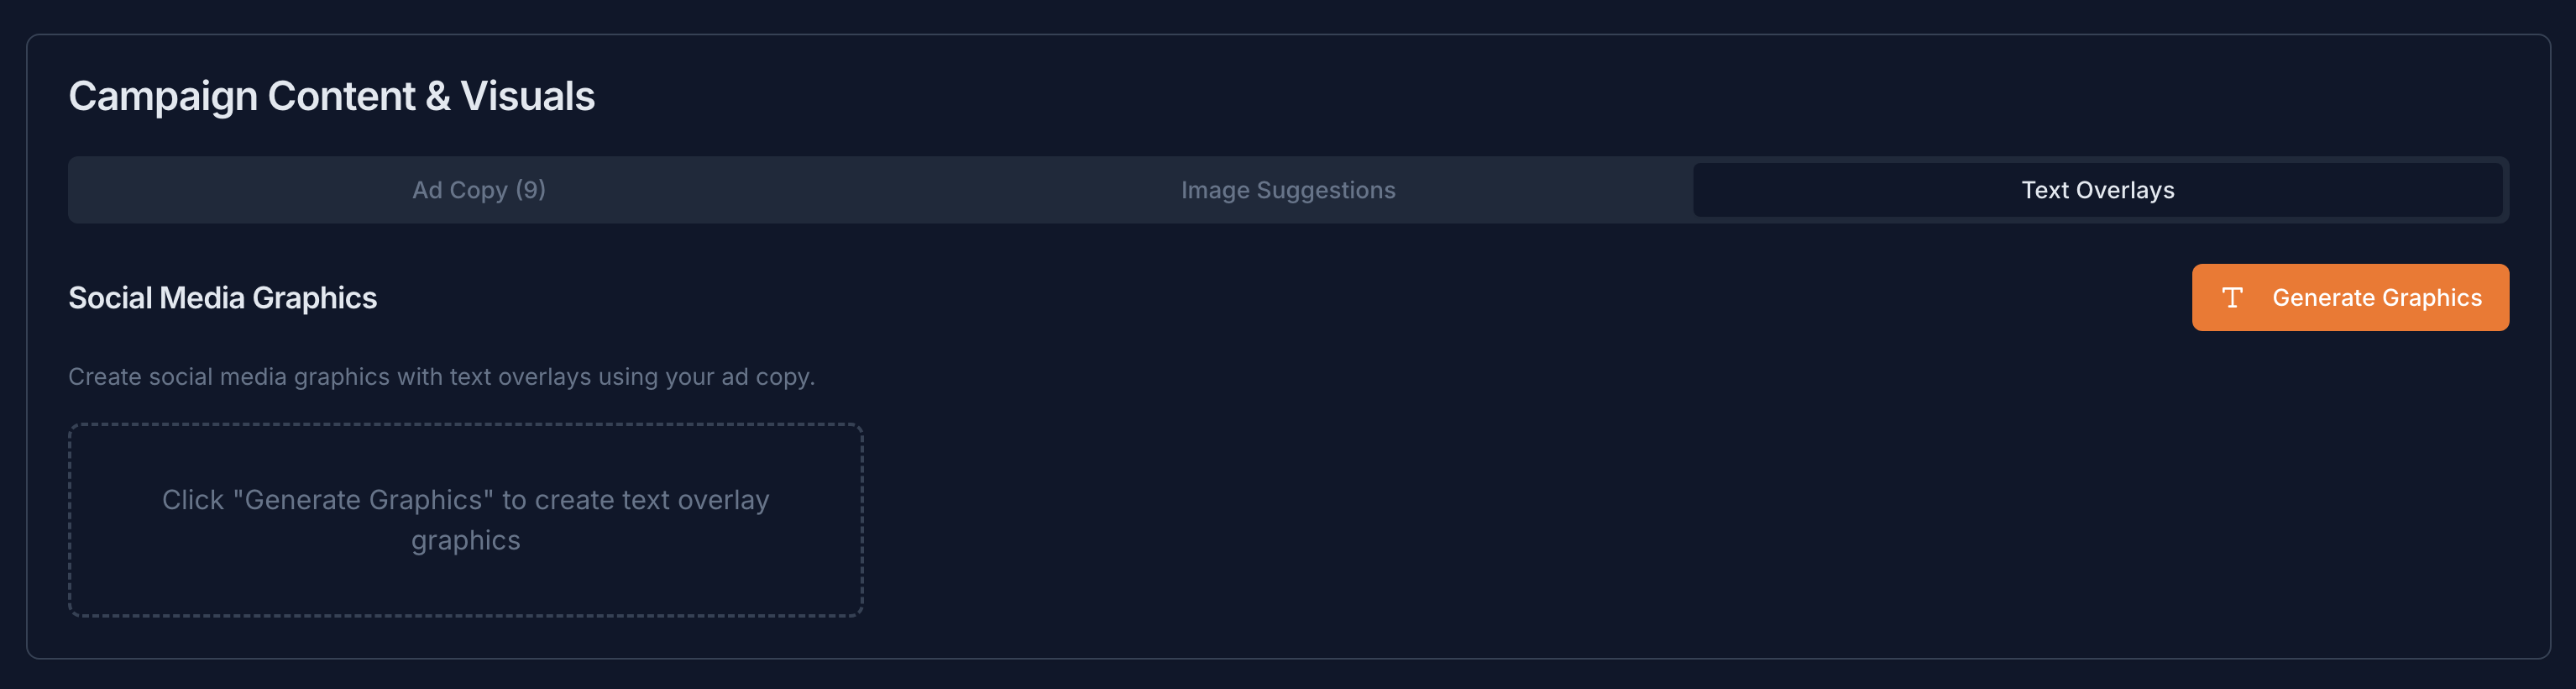 Campaign Content & Visuals
Ad Copy (9)
Image Suggestions
Text Overlays
Social Media Graphics
Generate Graphics
Create social media graphics with text overlays using your ad copy.
Click "Generate Graphics" to create text overlay
graphics